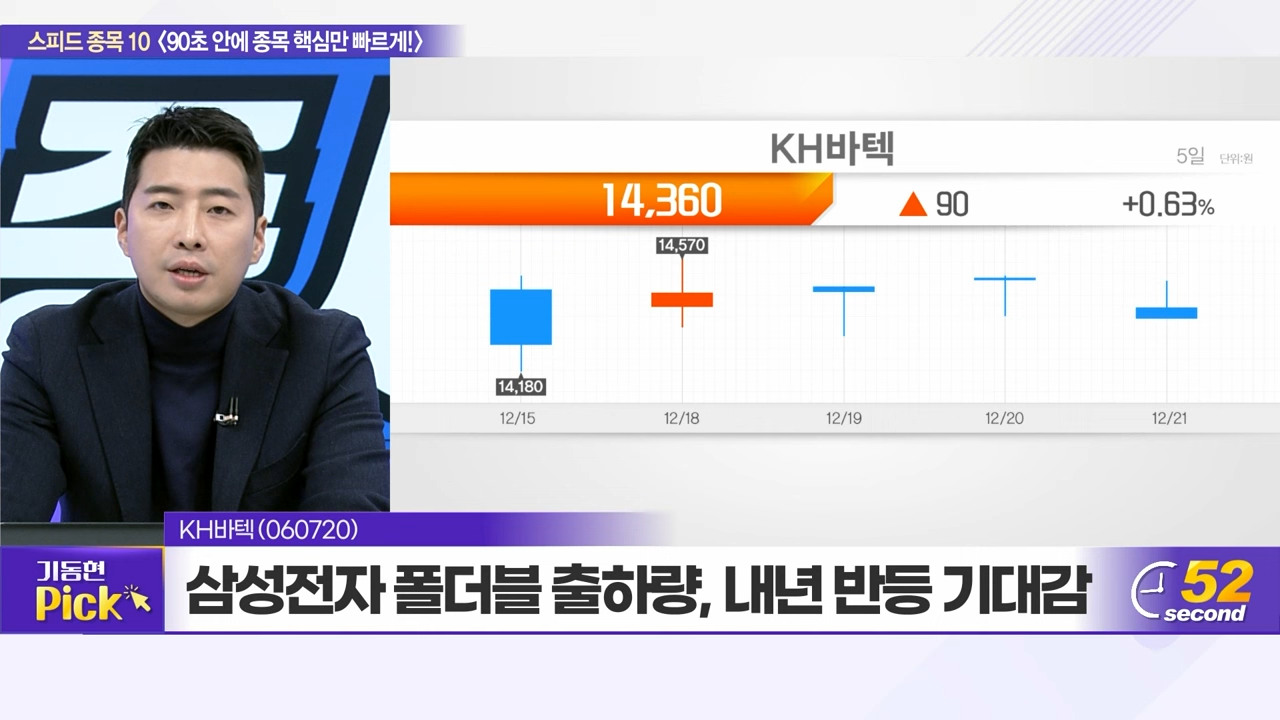 스피드 종목 10 〈90초 안에 종목 핵심만 빠르게!〉
KH바텍
5일 단위:원
14,360 ▲ 90 +0.63%
14,570
14,180
12/15 12/18 12/19 12/20 12/21
KH바텍(060720)
기동현
Pick
삼성전자 폴더블 출하량, 내년 반등 기대감
52
second